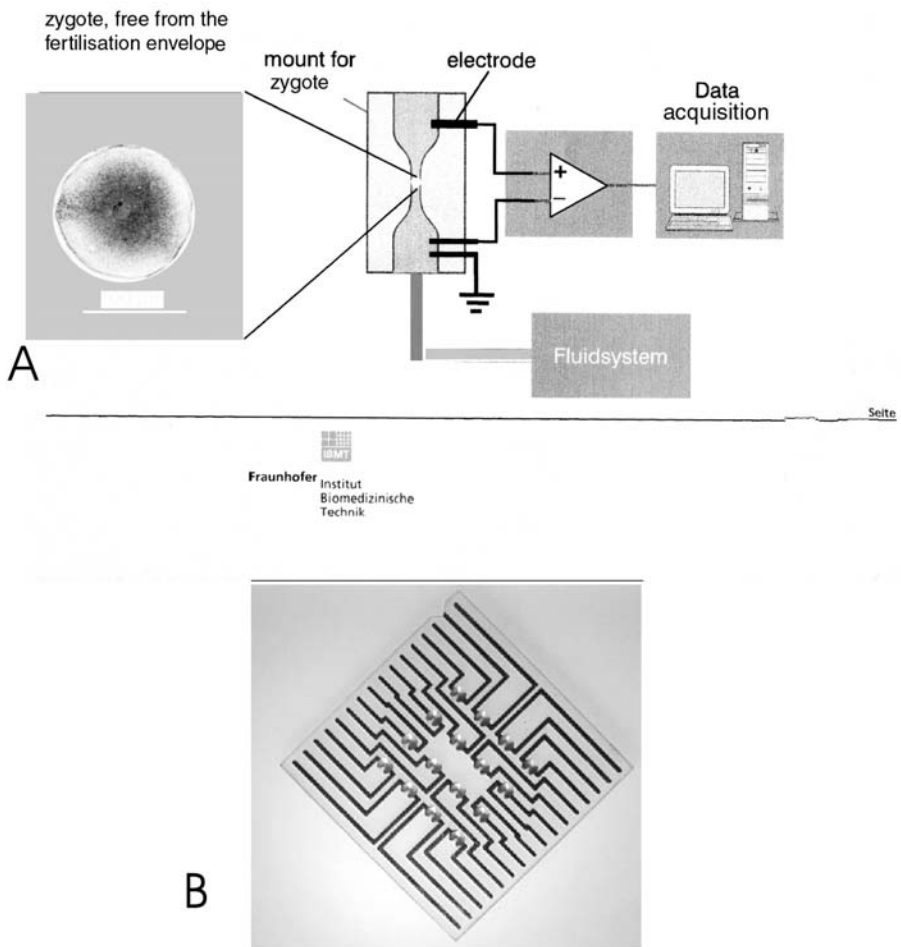 zygote, free from the
fertilisation envelope
mount for
zygote
electrode
Data
acquisition
+
−
Fluidsystem
A
Seite
IBMT
Fraunhofer
Institut
Biomedizinische
Technik
B